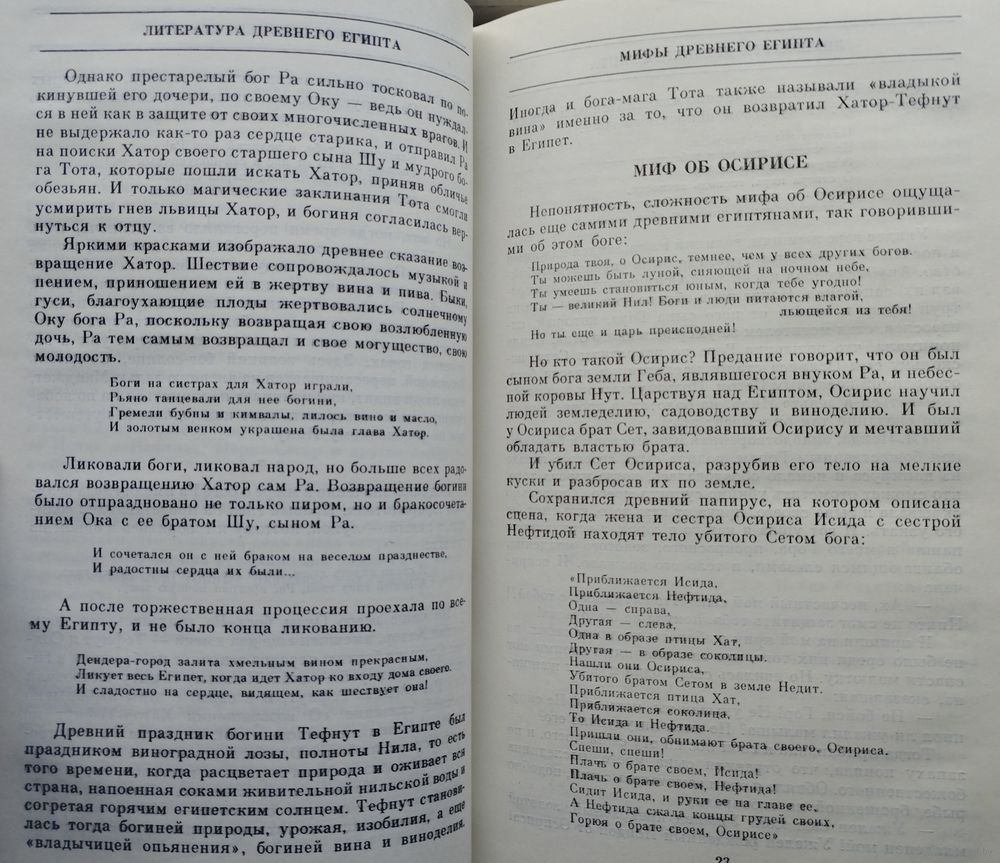 ЛИТЕРАТУРА ДРЕВНЕГО ЕГИПТА
Однако престарелый бог Ра сильно тосковал по по-
кинувшей его дочери, по своему Оку — ведь он нуждал-
ся в ней как в защите от своих многочисленных врагов. И
не выдержало как-то раз сердце старика, и отправил Ра
на поиски Хатор своего старшего сына Шу и мудрого бо-
га Тота, которые пошли искать Хатор, приняв обличье
обезьян. И только магические заклинания Тота смогли
усмирить гнев львицы Хатор, и богиня согласилась вер-
нуться к отцу.
Яркими красками изображало древнее сказание воз-
вращение Хатор. Шествие сопровождалось музыкой и
пением, приношением ей в жертву вина и пива. Быки,
гуси, благоухающие плоды жертвовались солнечному
Оку бога Ра, поскольку возвращая свою возлюбленную
дочь, Ра тем самым возвращал и свое могущество, свою
молодость.
Боги на систрах для Хатор играли,
Рьяно танцевали для нее богини,
Гремели бубны и кимвалы, лилось вино и масло,
И золотым венком украшена была глава Хатор.
Ликовали боги, ликовал народ, но больше всех радо-
вался возвращению Хатор сам Ра. Возвращение богини
было отпраздновано не только пиром, но и бракосочета-
нием Ока с ее братом Шу, сыном Ра.
И сочетался он с ней браком на веселом празднестве,
И радостны сердца их были...
А после торжественная процессия проехала по все-
му Египту, и не было конца ликованию.
Дендера-город залита хмельным вином прекрасным,
Ликует весь Египет, когда идет Хатор ко входу дома своего.
И сладостно на сердце, видящем, как шествует она!
Древний праздник богини Тефнут в Египте был
праздником виноградной лозы, полноты Нила, то есть
того времени, когда расцветает природа и оживает вся
страна, напоенная соками живительной нильской воды и
согретая горячим египетским солнцем. Тефнут станови-
лась тогда богиней природы, урожая, изобилия, а еще
«владычицей опьянения», богиней вина и виноделия.
МИФЫ ДРЕВНЕГО ЕГИПТА
Иногда и бога-мага Тота также называли «владыкой
вина» именно за то, что он возвратил Хатор-Тефнут
в Египет.
МИФ ОБ ОСИРИСЕ
Непонятность, сложность мифа об Осирисе ощуща-
лась еще самими древними египтянами, так говоривши-
ми об этом боге:
Природа твоя, о Осирис, темнее, чем у всех других богов.
Ты можешь быть луной, сияющей на ночном небе,
Ты умеешь становиться юным, когда тебе угодно!
Ты — великий Нил! Боги и люди питаются влагой,
льющейся из тебя!
Но ты еще и царь преисподней!
Но кто такой Осирис? Предание говорит, что он был
сыном бога земли Геба, являвшегося внуком Ра, и небес-
ной коровы Нут. Царствуя над Египтом, Осирис научил
людей земледелию, садоводству и виноделию. И был
у Осириса брат Сет, завидовавший Осирису и мечтавший
обладать властью брата.
И убил Сет Осириса, разрубив его тело на мелкие
куски и разбросав их по земле.
Сохранился древний папирус, на котором описана
сцена, когда жена и сестра Осириса Исида с сестрой
Нефтидой находят тело убитого Сетом бога:
«Приближается Исида,
Приближается Нефтида,
Одна — справа,
Другая — слева,
Одна в образе птицы Хат,
Другая — в образе соколицы.
Нашли они Осириса,
Убитого братом Сетом в земле Недит.
Приближается птица Хат,
Приближается соколица,
То Исида и Нефтида.
Пришли они, обнимают брата своего, Осириса.
Спеши, спеши!
Плачь о брате своем, Исида!
Плачь о брате своем, Нефтида!
Сидит Исида, и руки ее на главе ее,
А Нефтида сжала концы грудей своих,
Горюя о брате своем, Осирисе»